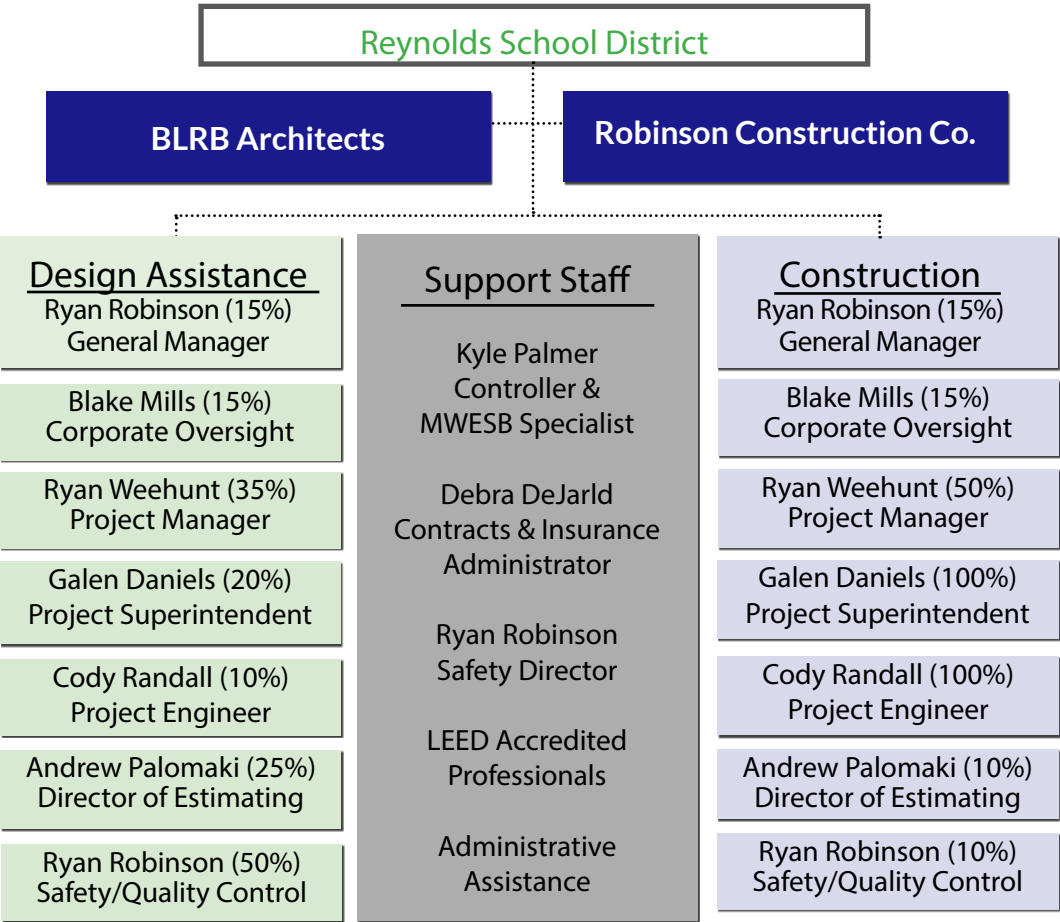 Reynolds School District
BLRB Architects
Robinson Construction Co.
Design Assistance
Ryan Robinson (15%)
General Manager
Blake Mills (15%)
Corporate Oversight
Ryan Weehunt (35%)
Project Manager
Galen Daniels (20%)
Project Superintendent
Cody Randall (10%)
Project Engineer
Andrew Palomaki (25%)
Director of Estimating
Ryan Robinson (50%)
Safety/Quality Control
Support Staff
Kyle Palmer
Controller &
MWESB Specialist
Debra DeJarld
Contracts & Insurance
Administrator
Ryan Robinson
Safety Director
LEED Accredited
Professionals
Administrative
Assistance
Construction
Ryan Robinson (15%)
General Manager
Blake Mills (15%)
Corporate Oversight
Ryan Weehunt (50%)
Project Manager
Galen Daniels (100%)
Project Superintendent
Cody Randall (100%)
Project Engineer
Andrew Palomaki (10%)
Director of Estimating
Ryan Robinson (10%)
Safety/Quality Control